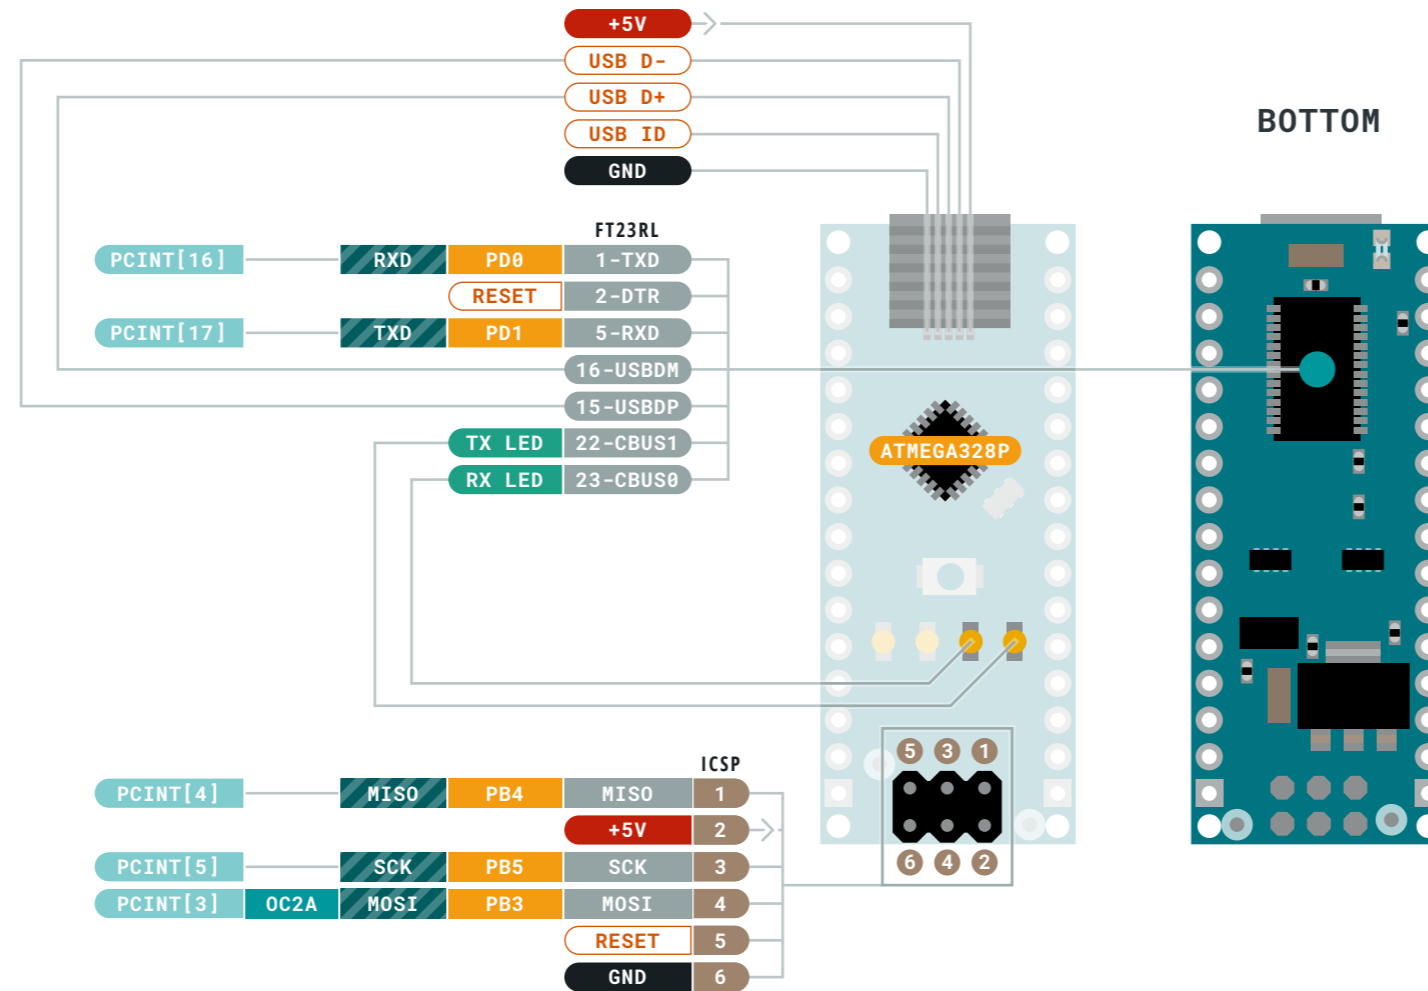 +5V
USB D-
USB D+
USB ID
GND
BOTTOM
FT23RL
PCINT[16] RXD PD0 1-TXD
RESET 2-DTR
PCINT[17] TXD PD1 5-RXD
16-USBDM
15-USBDP
TX LED 22-CBUS1
RX LED 23-CBUS0
ATMEGA328P
ICSP
PCINT[4] MISO PB4 MISO 1
+5V 2
PCINT[5] SCK PB5 SCK 3
PCINT[3] OC2A MOSI PB3 MOSI 4
RESET 5
GND 6
5 3 1
6 4 2